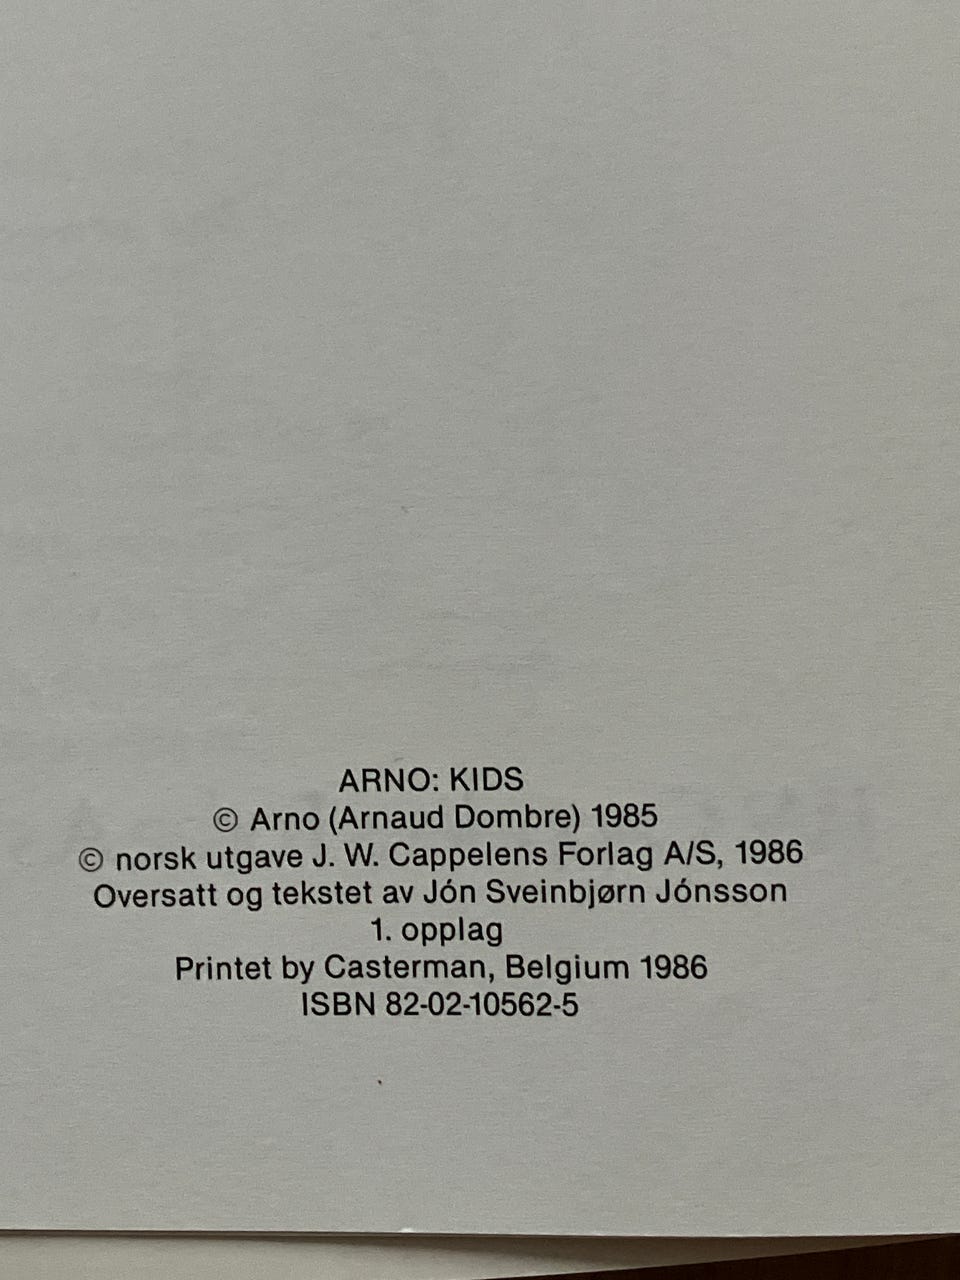 ARNO: KIDS
© Arno (Arnaud Dombre) 1985
© norsk utgave J. W. Cappelens Forlag A/S, 1986
Oversatt og tekstet av Jón Sveinbjørn Jónsson
1. opplag
Printet by Casterman, Belgium 1986
ISBN 82-02-10562-5